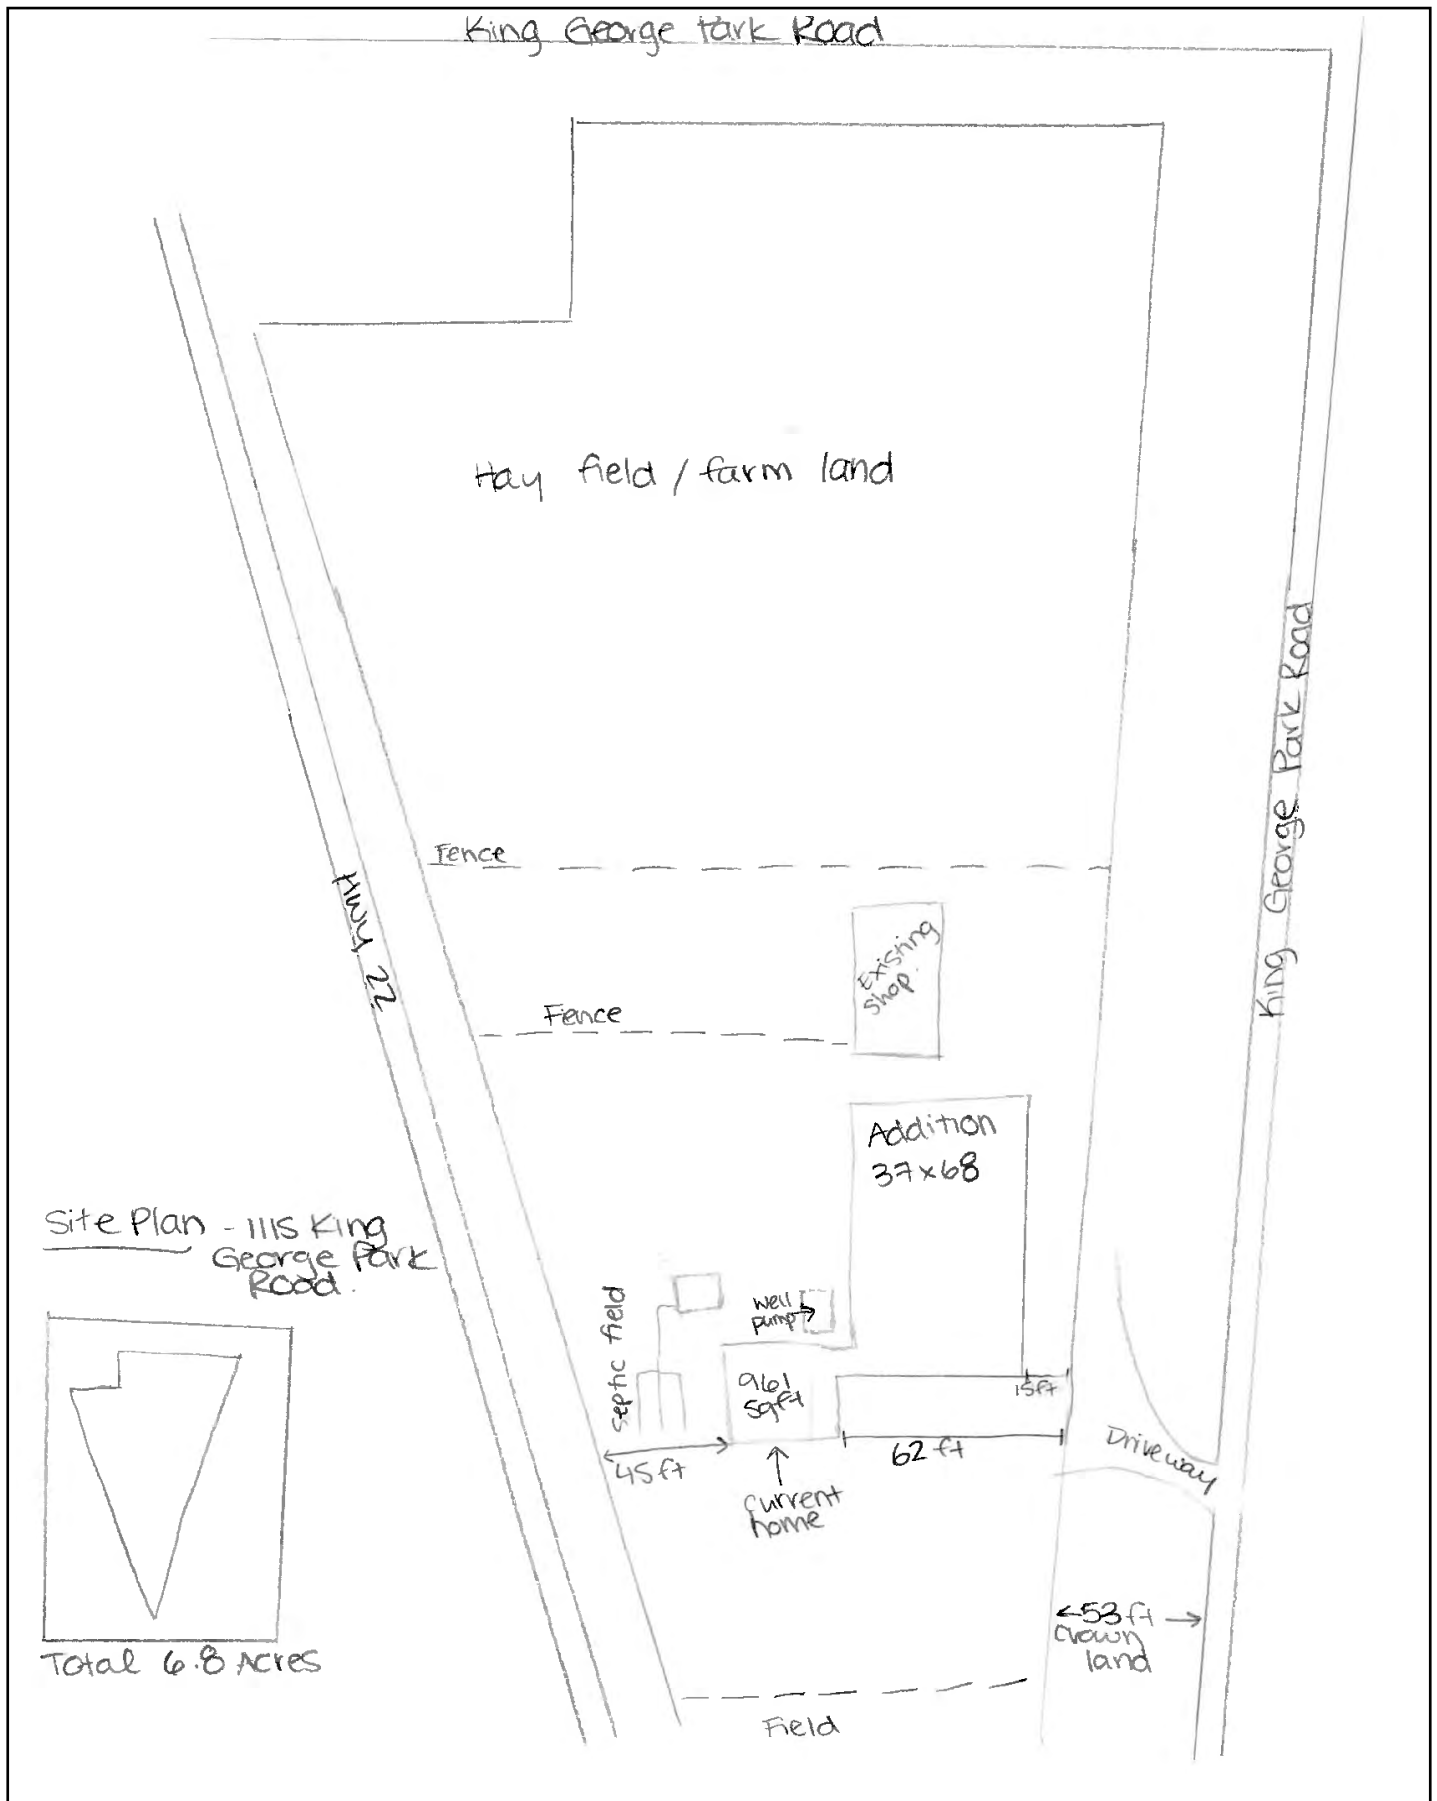 King George Park Road
Hay field / farm land
King George Park Road
Fence
Hwy 22
Existing
Shop.
Fence
Addition
37x68
Site Plan - 1115 King
George Park
Road.
septic field
well
pump
961
sqft
15ft
45ft
62 ft
Driveway
current
home
53 ft
Crown
land
Total 6.8 Acres
Field